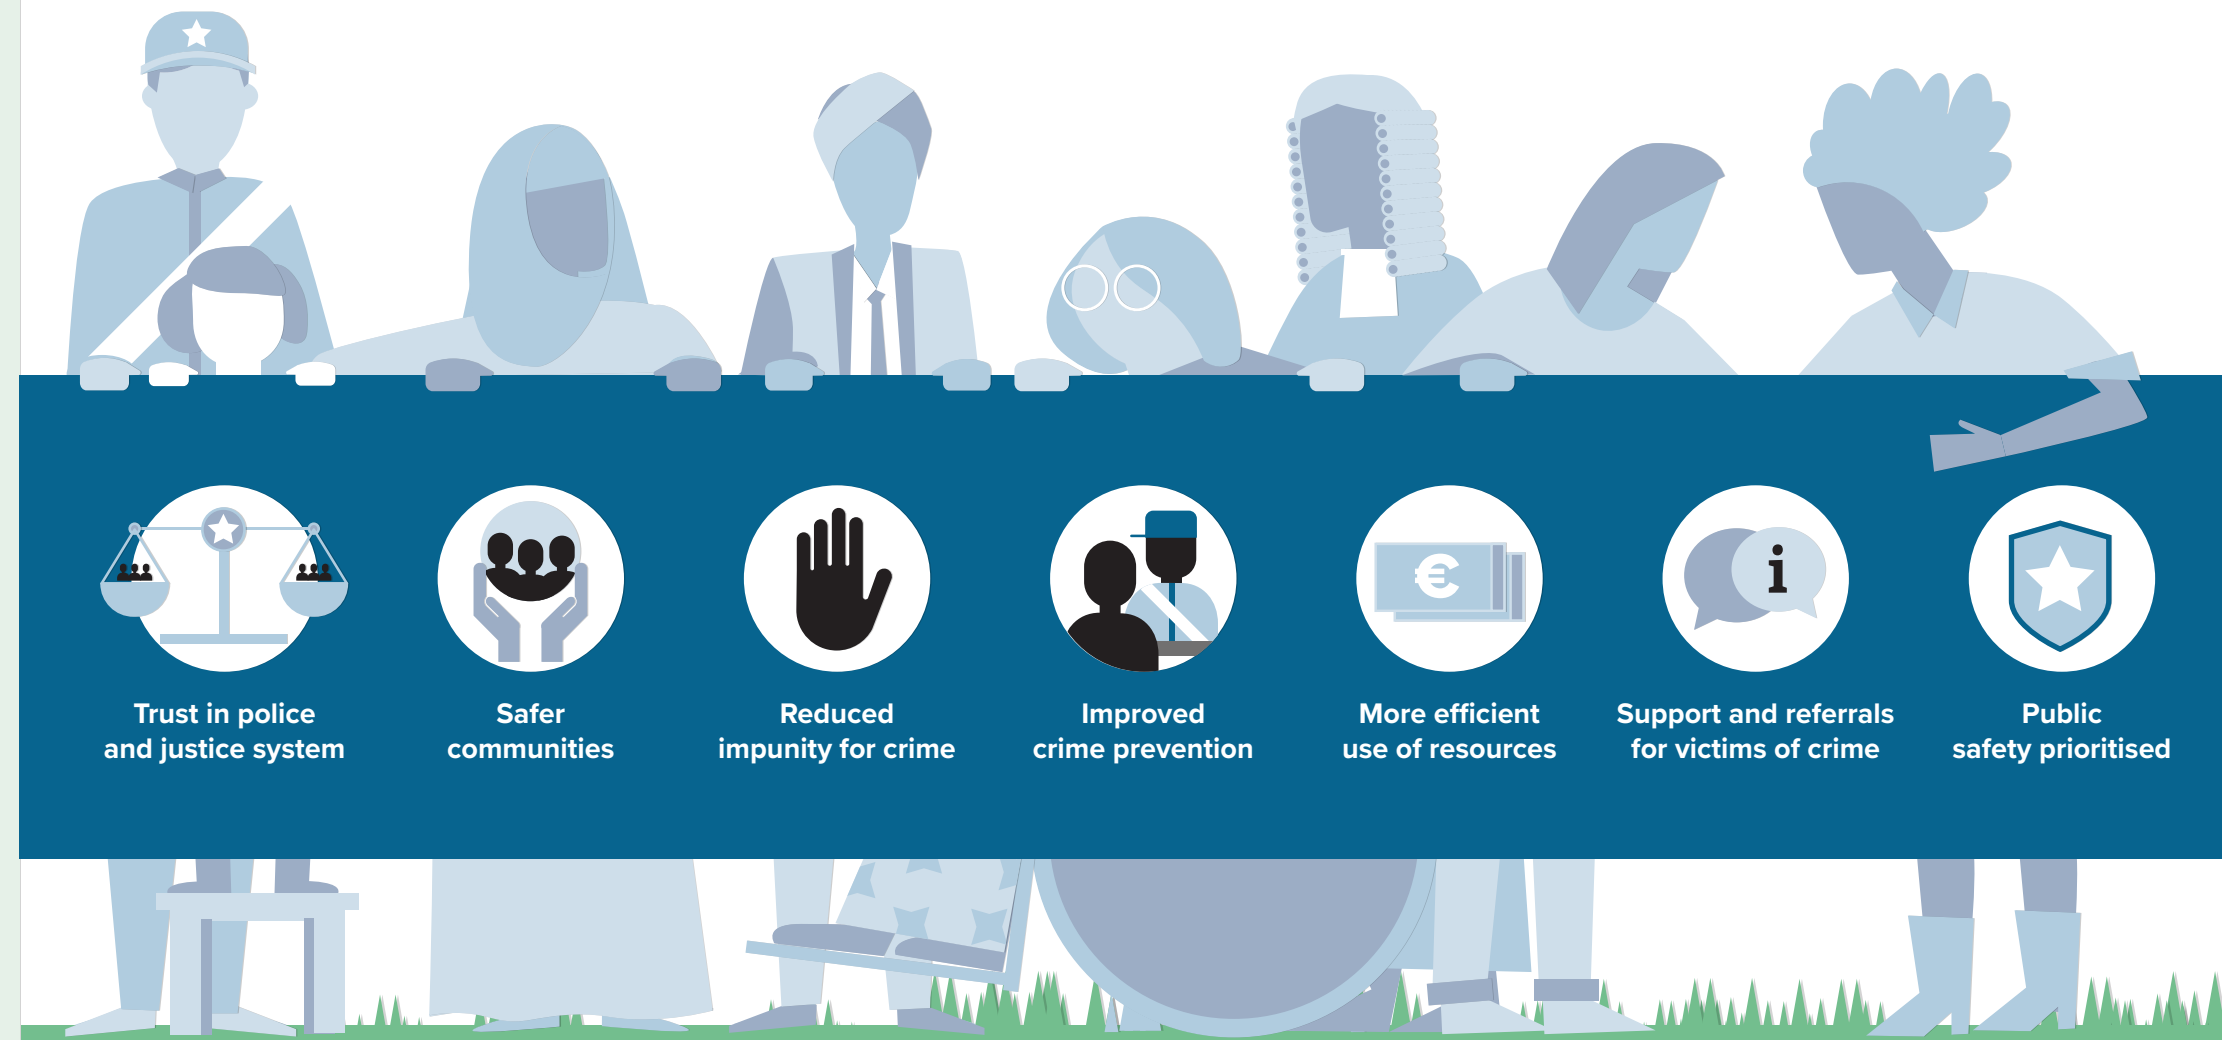 Trust in police
and justice system
Safer
communities
Reduced
impunity for crime
Improved
crime prevention
€
More efficient
use of resources
i
Support and referrals
for victims of crime
Public
safety prioritised